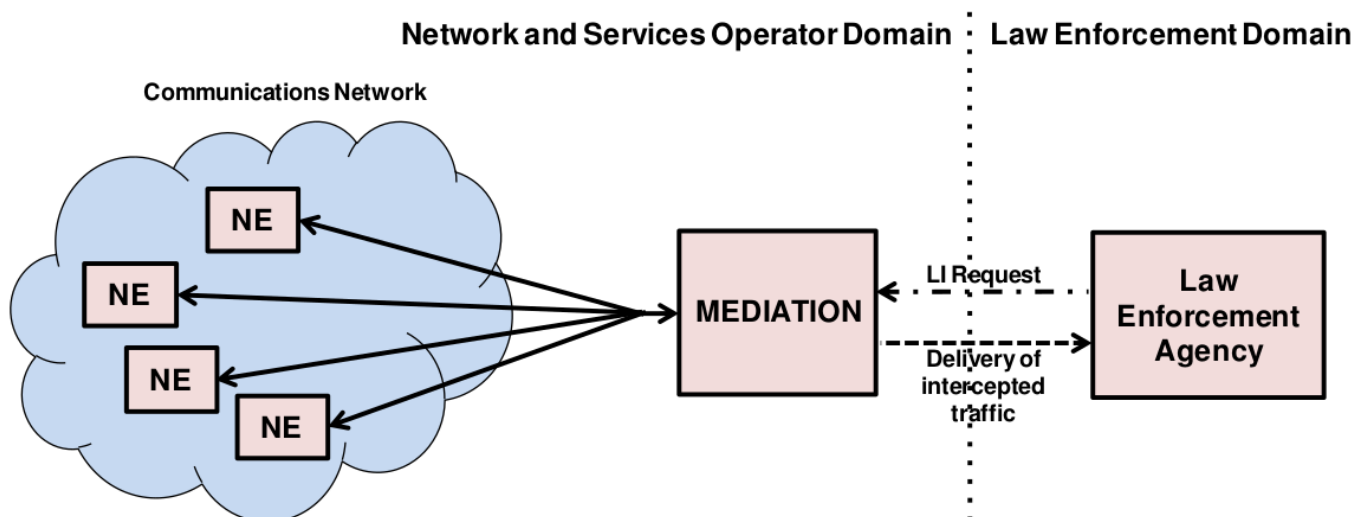 Network and Services Operator Domain
Law Enforcement Domain
Communications Network
NE
NE
NE
NE
MEDIATION
LI Request
Delivery of
intercepted
traffic
Law
Enforcement
Agency